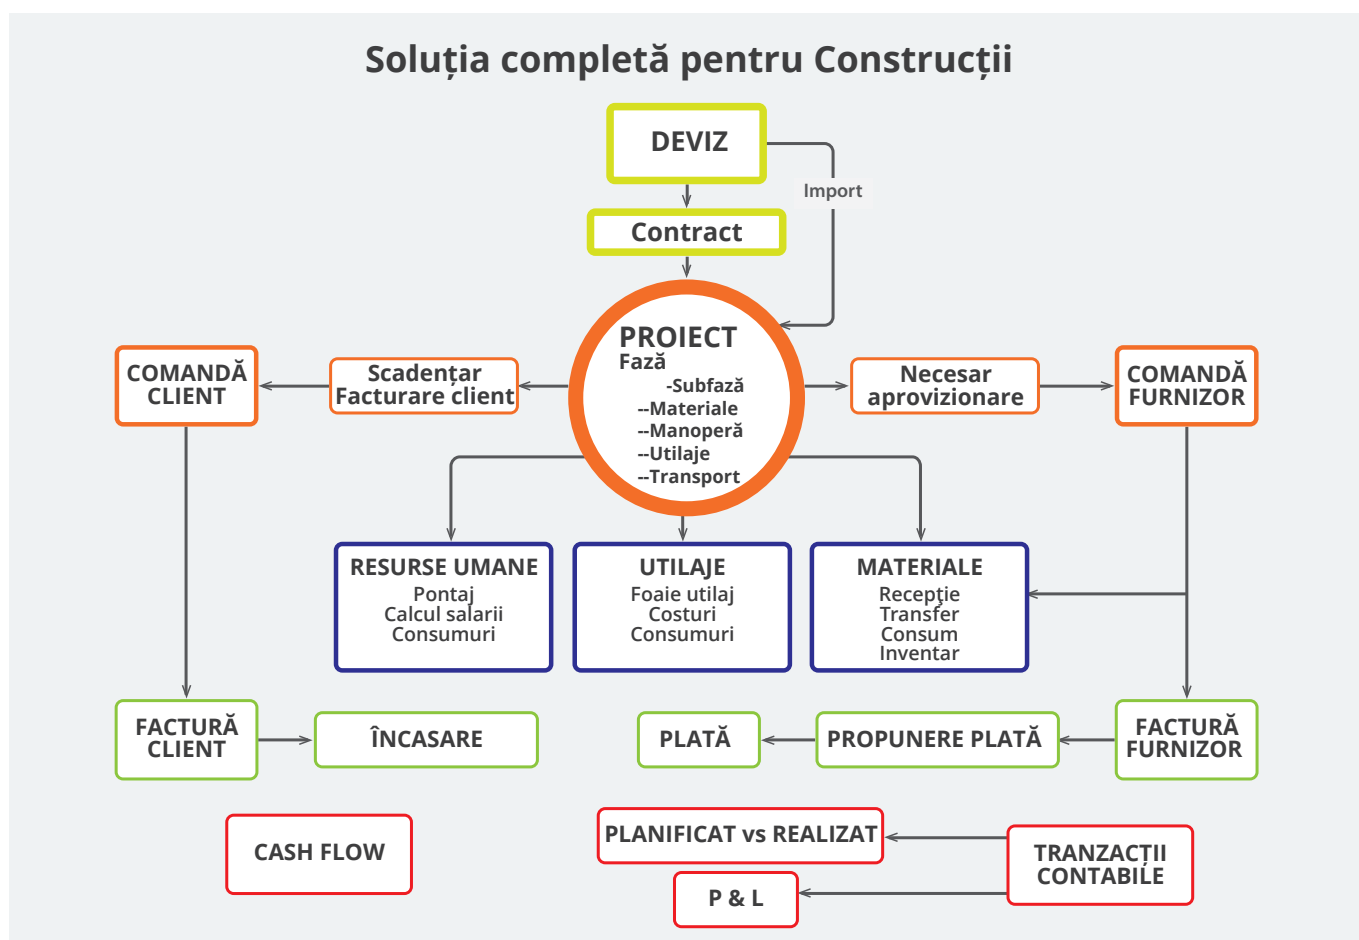 Soluția completă pentru Construcții
DEVIZ
Import
Contract
PROIECT
Fază
-Subfază
--Materiale
--Manoperă
--Utilaje
--Transport
COMANDĂ
CLIENT
Scadențar
Facturare client
Necesar
aprovizionare
COMANDĂ
FURNIZOR
RESURSE UMANE
Pontaj
Calcul salarii
Consumuri
UTILAJE
Foaie utilaj
Costuri
Consumuri
MATERIALE
Recepţie
Transfer
Consum
Inventar
FACTURĂ
CLIENT
ÎNCASARE
PLATĂ
PROPUNERE PLATĂ
FACTURĂ
FURNIZOR
CASH FLOW
PLANIFICAT vs REALIZAT
P & L
TRANZACȚII
CONTABILE